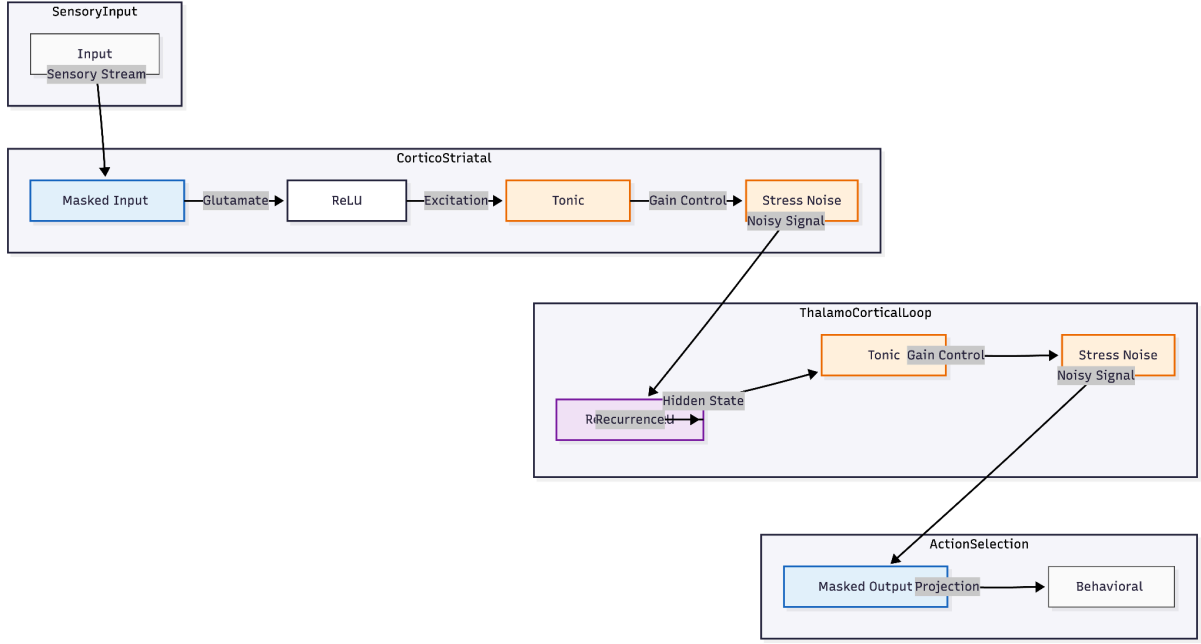 SensoryInput
Input
Sensory Stream
CorticoStriatal
Masked Input
Glutamate
ReLU
Excitation
Tonic
Gain Control
Stress Noise
Noisy Signal
ThalamoCorticalLoop
Tonic
Gain Control
Stress Noise
Noisy Signal
Hidden State
Recurrence
ActionSelection
Masked Output
Projection
Behavioral